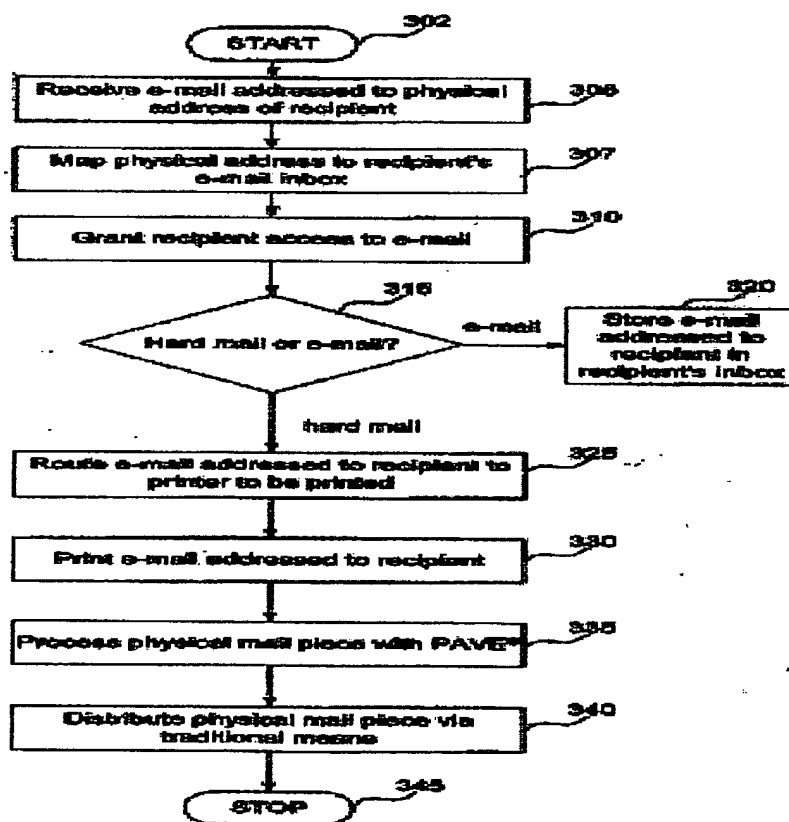 302
START
Receive e-mail addressed to physical
address of recipient
306
Map physical address to recipient's
e-mail inbox
307
Grant recipient access to e-mail
310
315
Hard mail or e-mail?
e-mail
320
Store e-mail
addressed to
recipient in
recipient's inbox
hard mail
Route e-mail addressed to recipient to
printer to be printed
325
Print e-mail addressed to recipient
330
Process physical mail piece with PAVE
335
Distribute physical mail piece via
traditional means
340
STOP
345